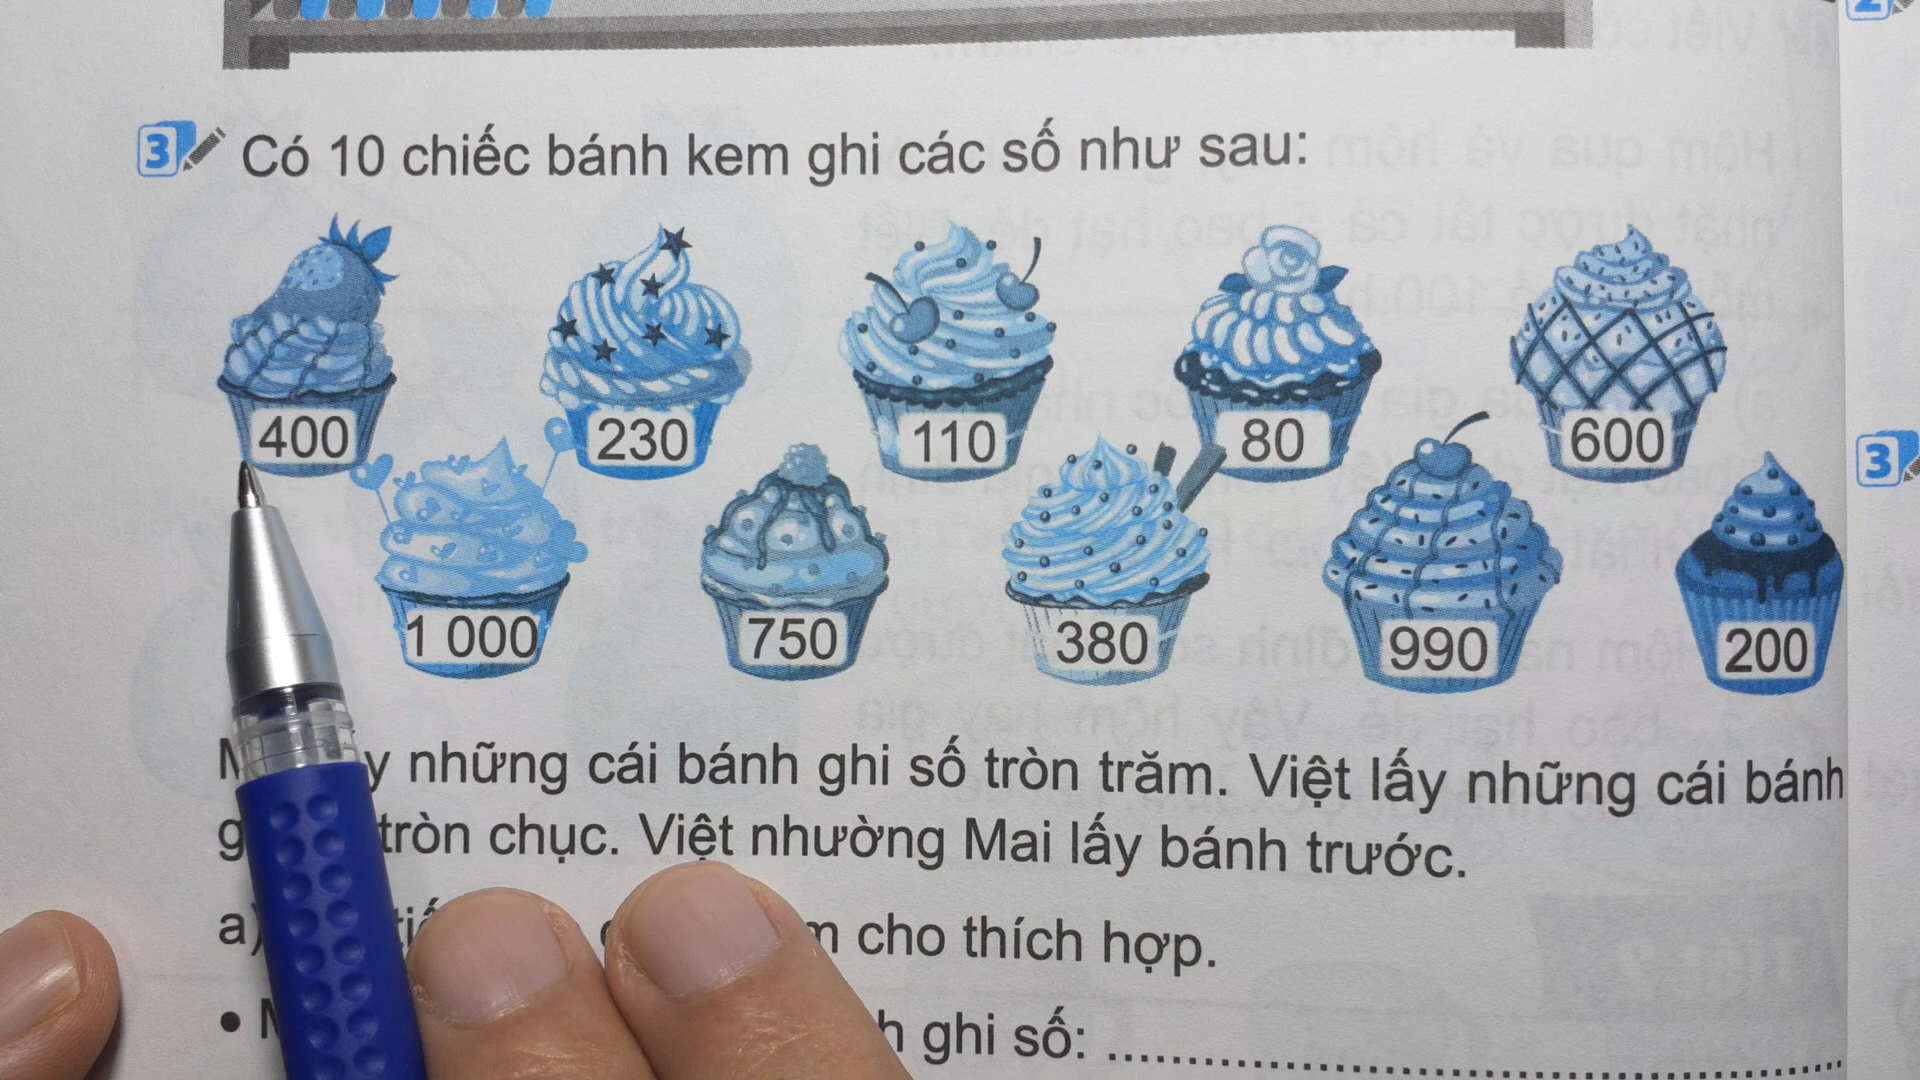 3 Có 10 chiếc bánh kem ghi các số như sau:
400 230 110 80 600
1 000 750 380 990 200
những cái bánh ghi số tròn trăm. Việt lấy những cái bánh
tròn chục. Việt nhường Mai lấy bánh trước.
a) cho thích hợp.
• ghi số: ........................
3